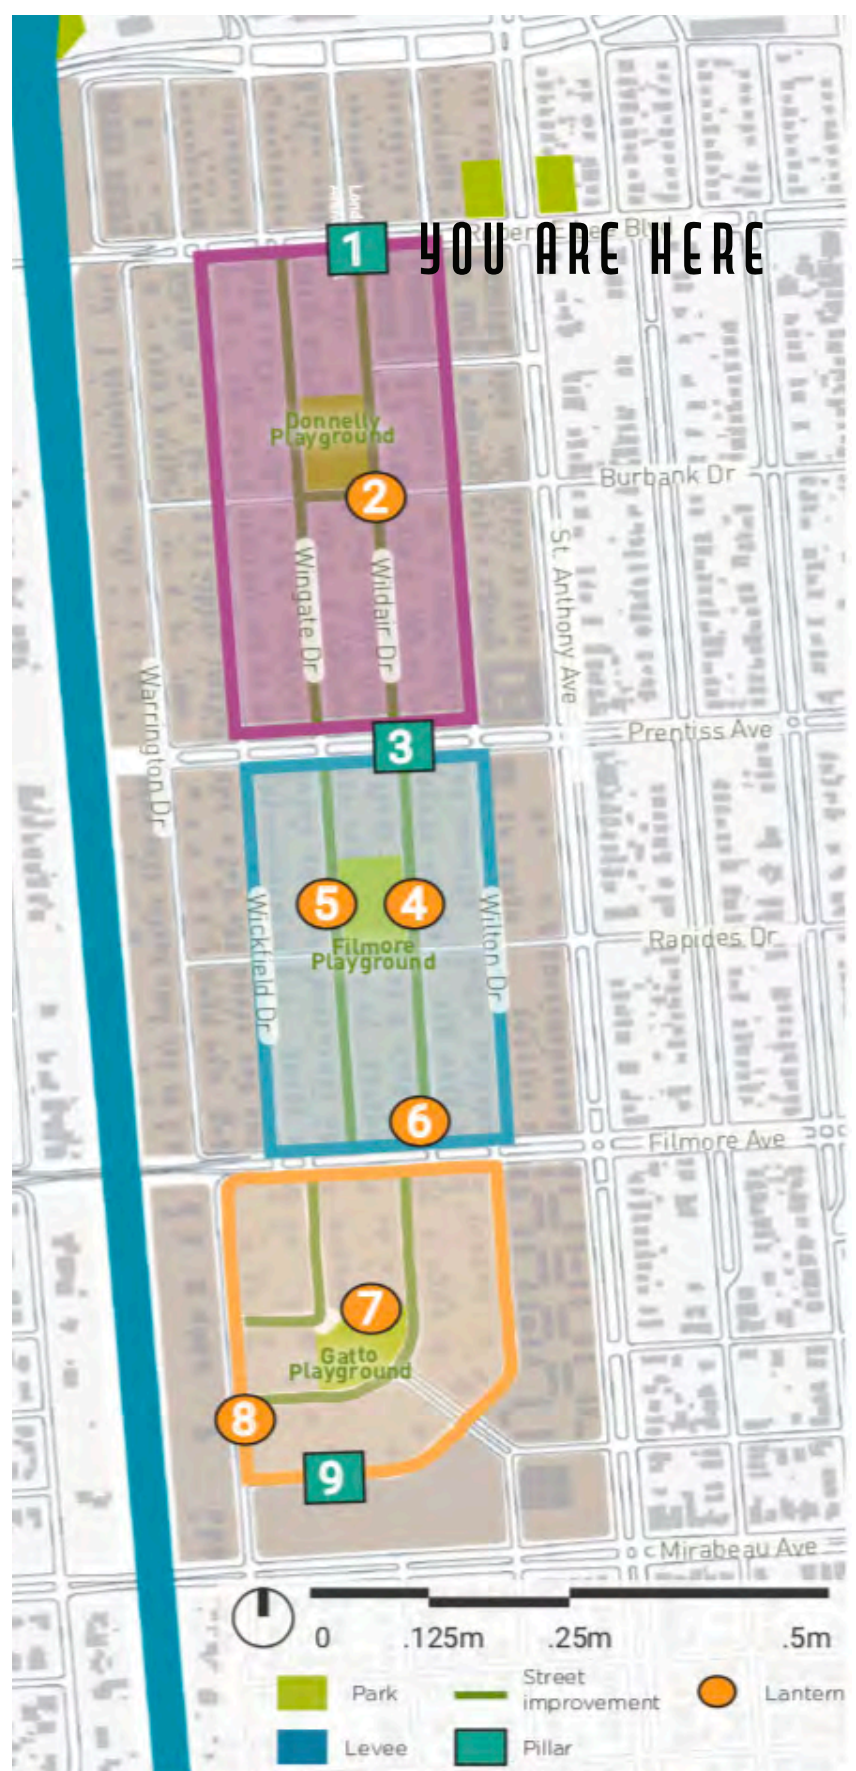 1
YOU ARE HERE
Donnelly
Playground
Burbank Dr
2
Wingate Dr
Wildair Dr
St. Anthony Ave
Warrington Dr
Prentiss Ave
3
5
4
Wickfield Dr
Wilton Dr
Filmore
Playground
Rapides Dr
6
Filmore Ave
7
Gatto
Playground
8
9
Mirabeau Ave
0
.125m
.25m
.5m
Park
Street
improvement
Lantern
Levee
Pillar